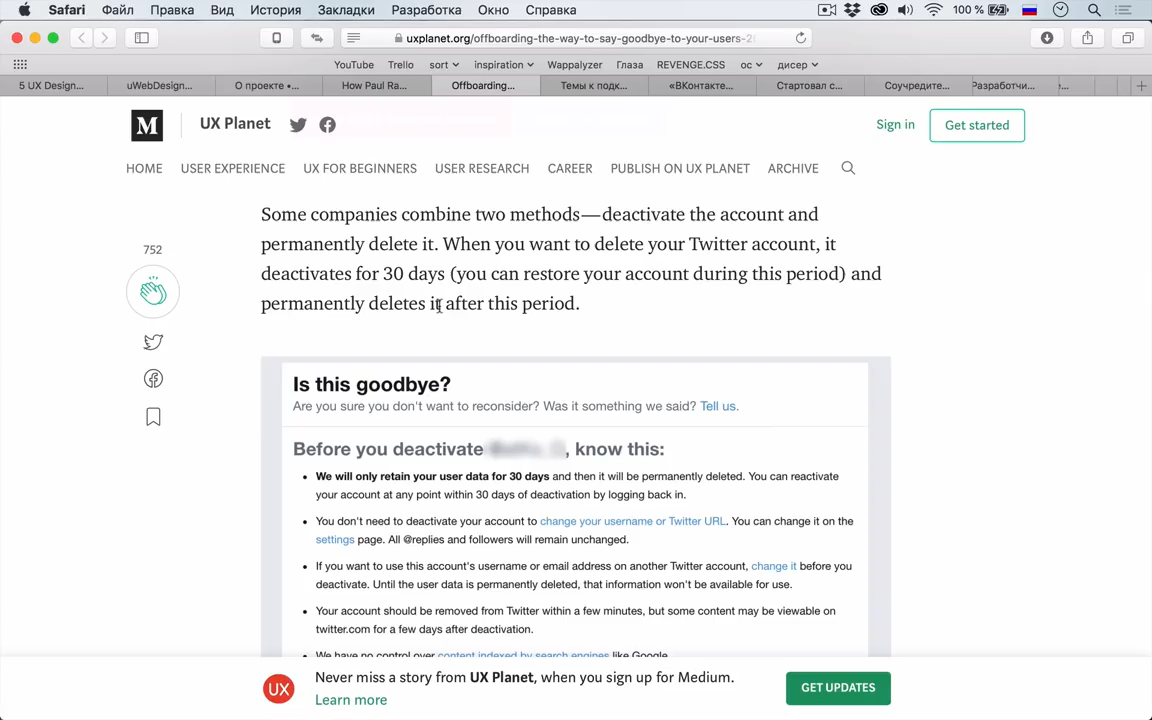 Safari Файл Правка Вид История Закладки Разработка Окно Справка 100 %
uxplanet.org/offboarding-the-way-to-say-goodbye-to-your-users-2
YouTube Trello sort inspiration Wappalyzer Глаза REVENGE.CSS ос дисер
5 UX Design... uWebDesign... О проекте •... How Paul Ra... Offboarding... Темы к подк... «ВКонтакте... Стартовал с... Соучредите... Разработчи...
M UX Planet Sign in Get started
HOME USER EXPERIENCE UX FOR BEGINNERS USER RESEARCH CAREER PUBLISH ON UX PLANET ARCHIVE
Some companies combine two methods — deactivate the account and
permanently delete it. When you want to delete your Twitter account, it
deactivates for 30 days (you can restore your account during this period) and
permanently deletes it after this period.
752
Is this goodbye?
Are you sure you don't want to reconsider? Was it something we said? Tell us.
Before you deactivate , know this:
• We will only retain your user data for 30 days and then it will be permanently deleted. You can reactivate
your account at any point within 30 days of deactivation by logging back in.
• You don't need to deactivate your account to change your username or Twitter URL. You can change it on the
settings page. All @replies and followers will remain unchanged.
• If you want to use this account's username or email address on another Twitter account, change it before you
deactivate. Until the user data is permanently deleted, that information won't be available for use.
• Your account should be removed from Twitter within a few minutes, but some content may be viewable on
twitter.com for a few days after deactivation.
• We have no control over content indexed by search engines like Google.
UX Never miss a story from UX Planet, when you sign up for Medium.
Learn more
GET UPDATES